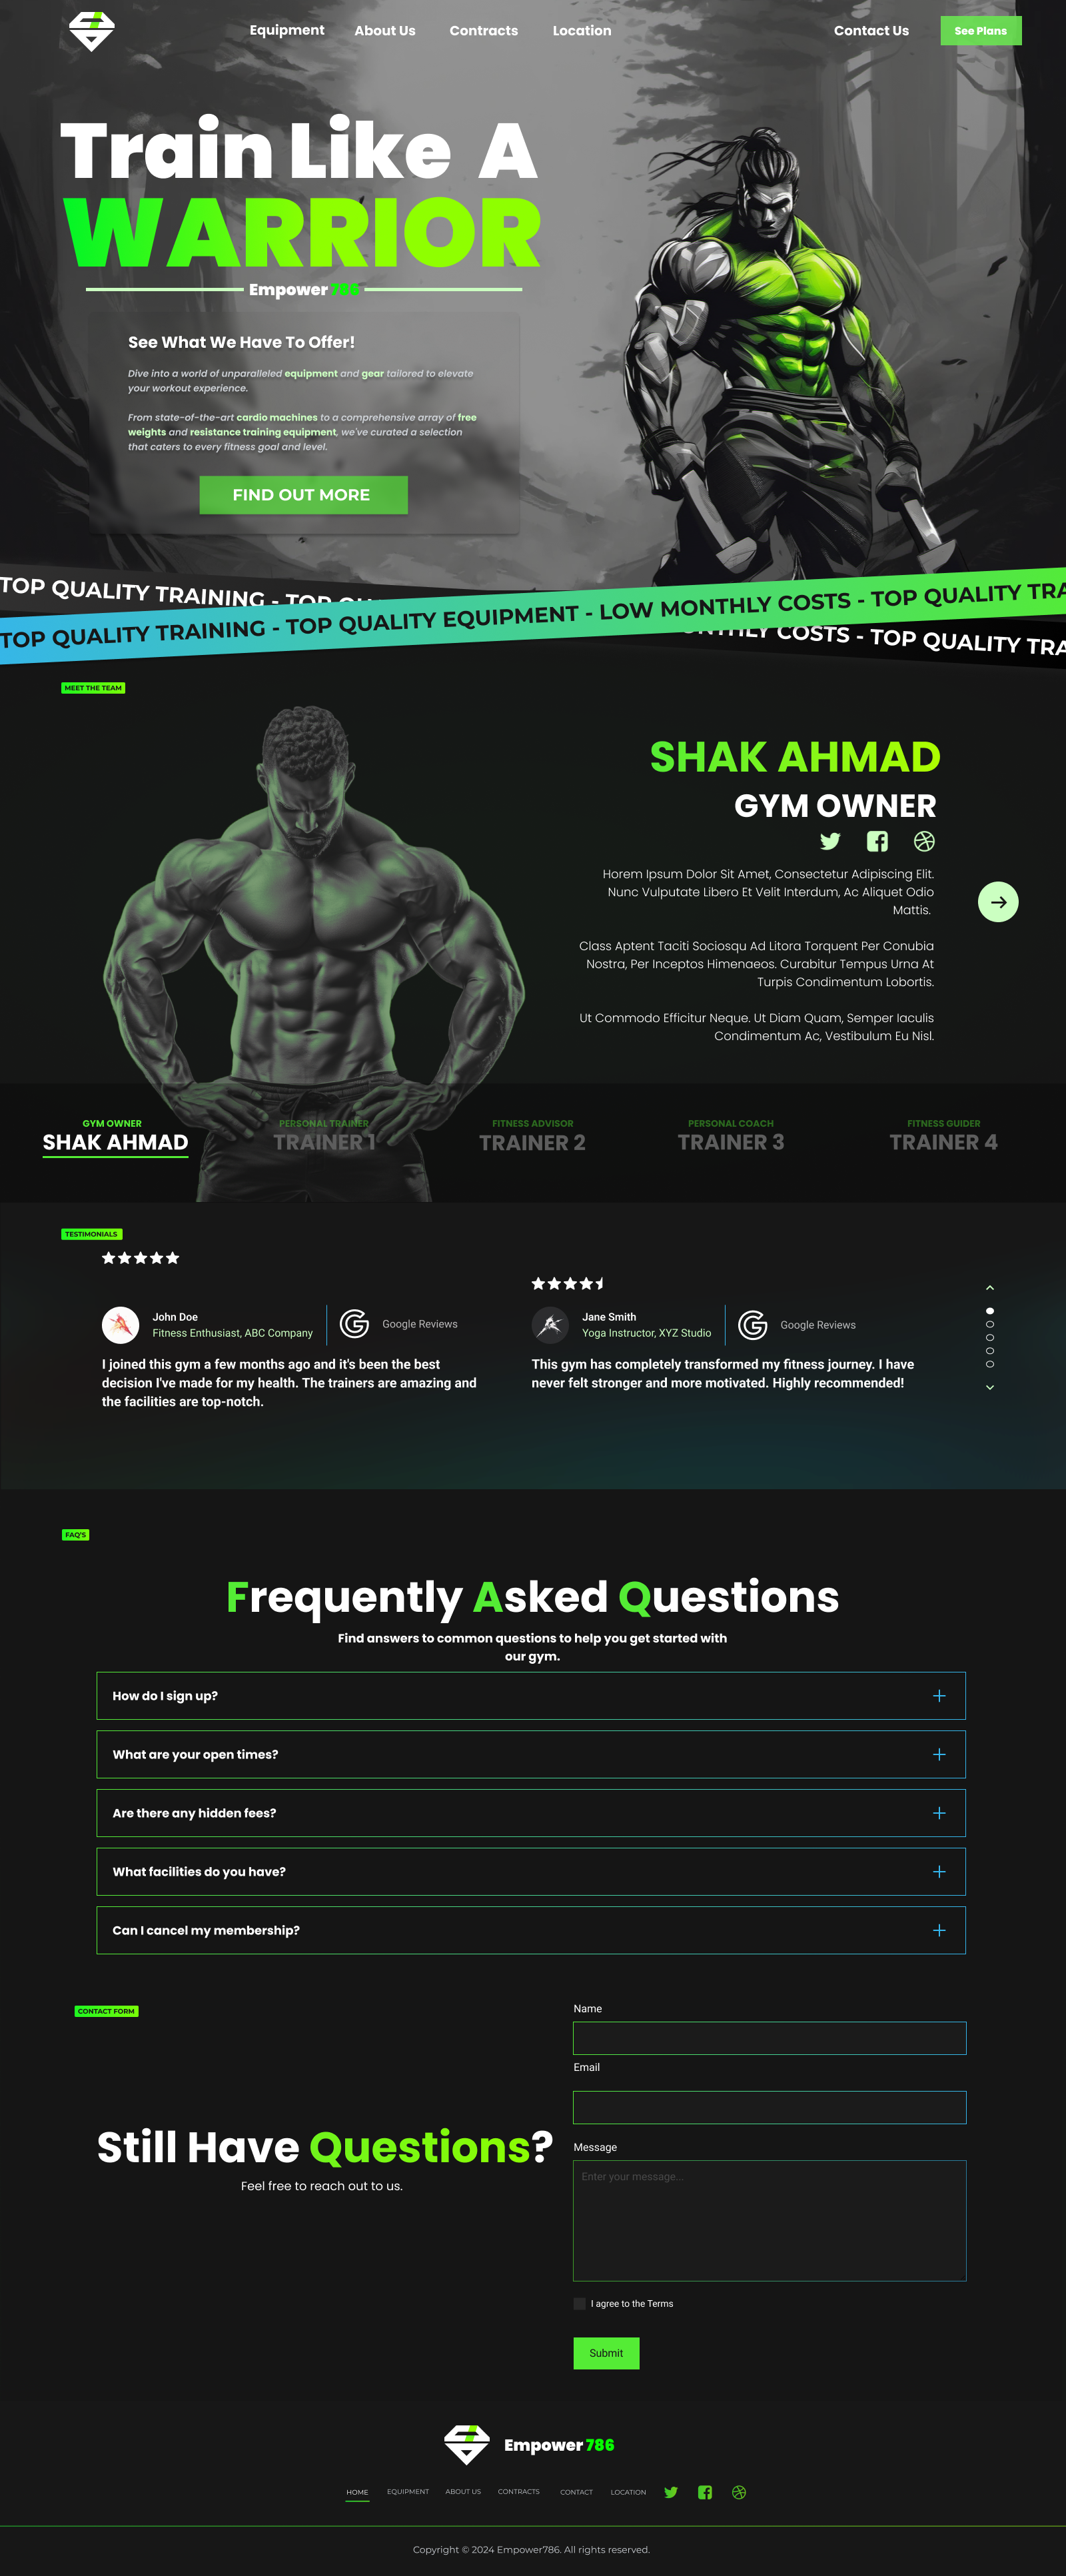 Equipment About Us Contracts Location Contact Us See Plans
Train Like A
WARRIOR
Empower 786
See What We Have To Offer!
Dive into a world of unparalleled equipment and gear tailored to elevate
your workout experience.
From state-of-the-art cardio machines to a comprehensive array of free
weights and resistance training equipment, we've curated a selection
that caters to every fitness goal and level.
FIND OUT MORE
TOP QUALITY TRAINING - TOP
TOP QUALITY TRAINING - TOP QUALITY EQUIPMENT - LOW MONTHLY COSTS - TOP QUALITY TRA
MONTHLY COSTS - TOP QUALITY TRA
MEET THE TEAM
SHAK AHMAD
GYM OWNER
Horem Ipsum Dolor Sit Amet, Consectetur Adipiscing Elit.
Nunc Vulputate Libero Et Velit Interdum, Ac Aliquet Odio
Mattis.
Class Aptent Taciti Sociosqu Ad Litora Torquent Per Conubia
Nostra, Per Inceptos Himenaeos. Curabitur Tempus Urna At
Turpis Condimentum Lobortis.
Ut Commodo Efficitur Neque. Ut Diam Quam, Semper Iaculis
Condimentum Ac, Vestibulum Eu Nisl.
GYM OWNER PERSONAL TRAINER FITNESS ADVISOR PERSONAL COACH FITNESS GUIDER
SHAK AHMAD TRAINER 1 TRAINER 2 TRAINER 3 TRAINER 4
TESTIMONIALS
John Doe
Fitness Enthusiast, ABC Company
Google Reviews
I joined this gym a few months ago and it's been the best
decision I've made for my health. The trainers are amazing and
the facilities are top-notch.
Jane Smith
Yoga Instructor, XYZ Studio
Google Reviews
This gym has completely transformed my fitness journey. I have
never felt stronger and more motivated. Highly recommended!
FAQ'S
Frequently Asked Questions
Find answers to common questions to help you get started with
our gym.
How do I sign up?
What are your open times?
Are there any hidden fees?
What facilities do you have?
Can I cancel my membership?
CONTACT FORM
Still Have Questions?
Feel free to reach out to us.
Name
Email
Message
Enter your message...
I agree to the Terms
Submit
Empower 786
HOME EQUIPMENT ABOUT US CONTRACTS CONTACT LOCATION
Copyright © 2024 Empower786. All rights reserved.